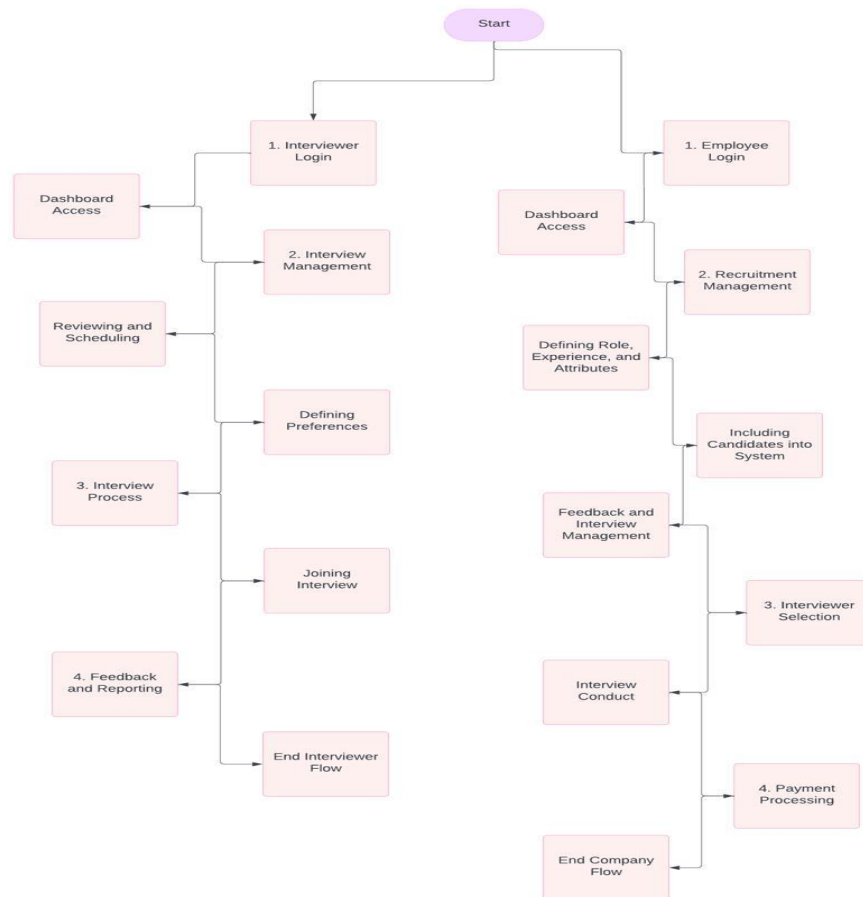 Start
1. Interviewer
Login
Dashboard
Access
2. Interview
Management
Reviewing and
Scheduling
Defining
Preferences
3. Interview
Process
Joining
Interview
4. Feedback
and Reporting
End Interviewer
Flow
1. Employee
Login
Dashboard
Access
2. Recruitment
Management
Defining Role,
Experience, and
Attributes
Including
Candidates into
System
Feedback and
Interview
Management
3. Interviewer
Selection
Interview
Conduct
4. Payment
Processing
End Company
Flow